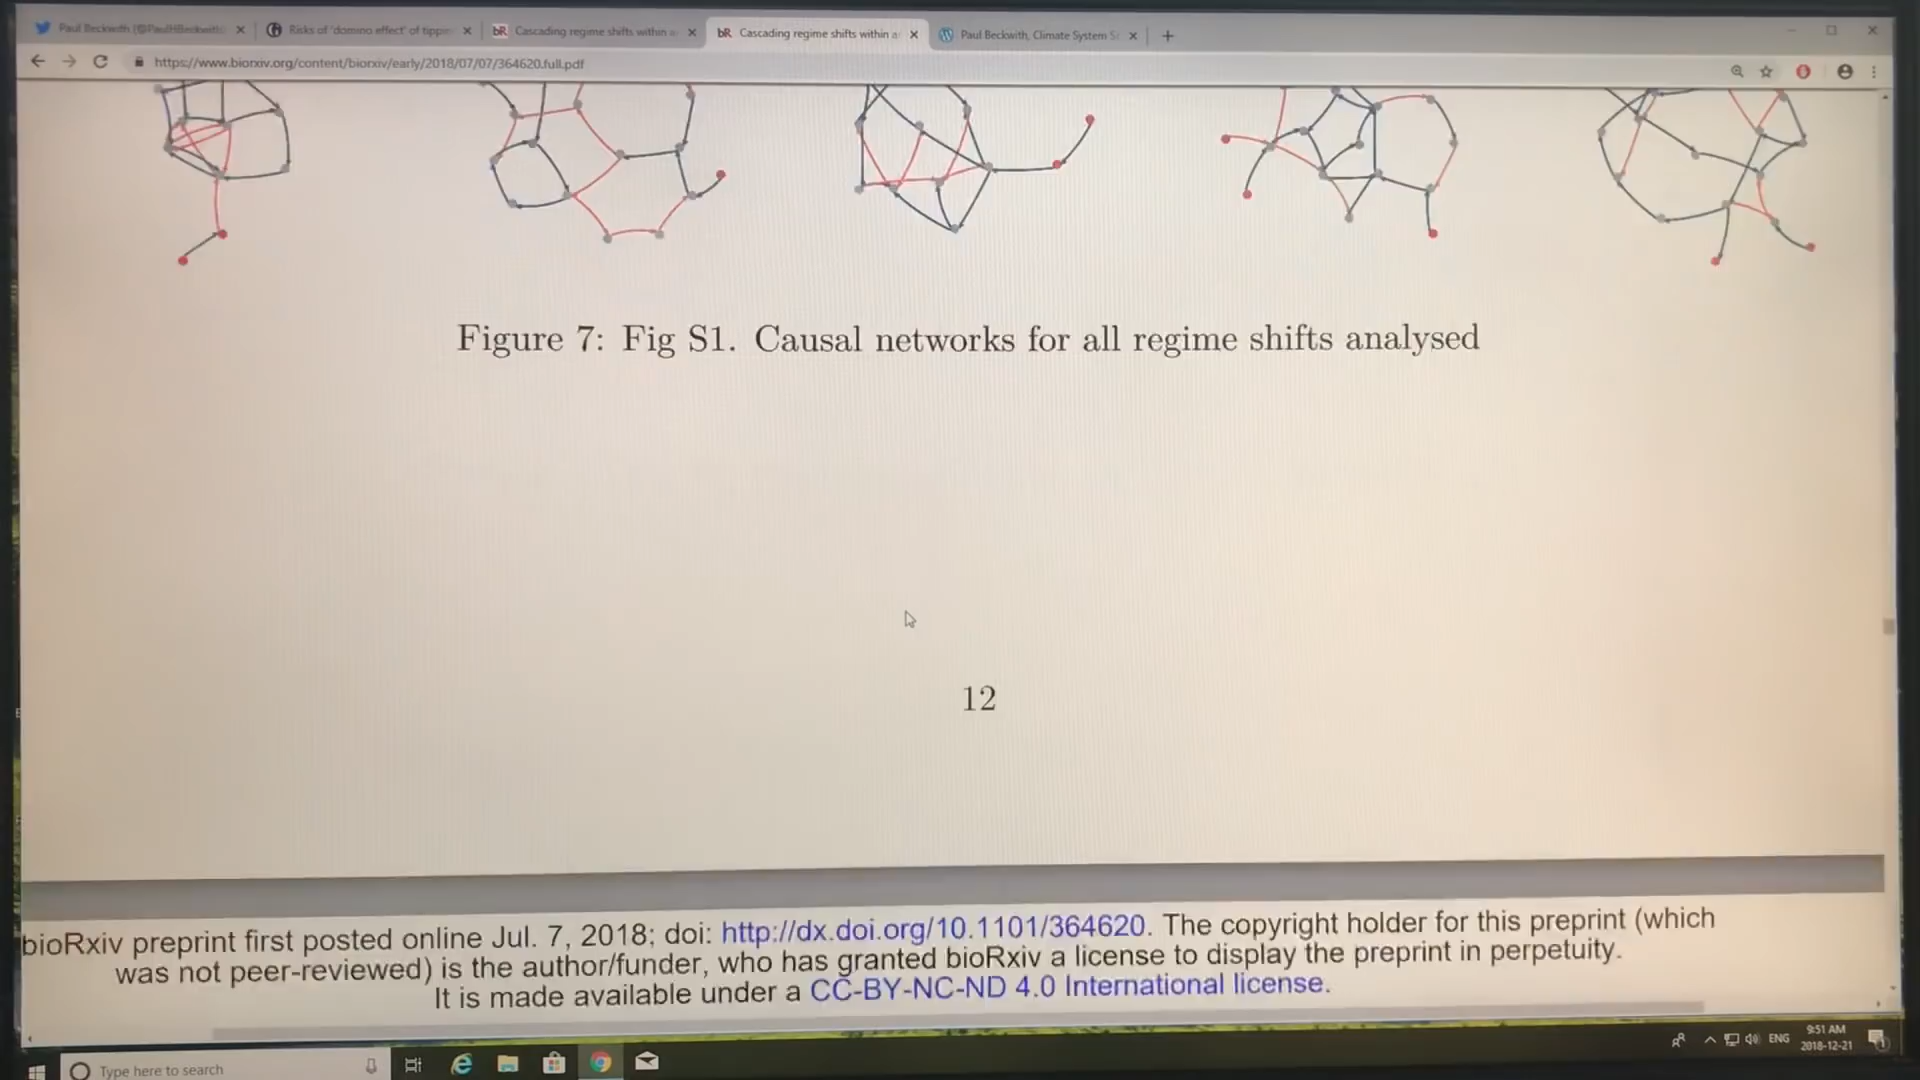 Paul Beckwith (@PaulHBeckwith
Risks of 'domino effect' of tippin
bR Cascading regime shifts within a
bR Cascading regime shifts within a
Paul Beckwith, Climate System Sc
https://www.biorxiv.org/content/biorxiv/early/2018/07/07/364620.full.pdf
Figure 7: Fig S1. Causal networks for all regime shifts analysed
12
bioRxiv preprint first posted online Jul. 7, 2018; doi: http://dx.doi.org/10.1101/364620. The copyright holder for this preprint (which
was not peer-reviewed) is the author/funder, who has granted bioRxiv a license to display the preprint in perpetuity.
It is made available under a CC-BY-NC-ND 4.0 International license.
Type here to search
ENG
9:51 AM
2018-12-21